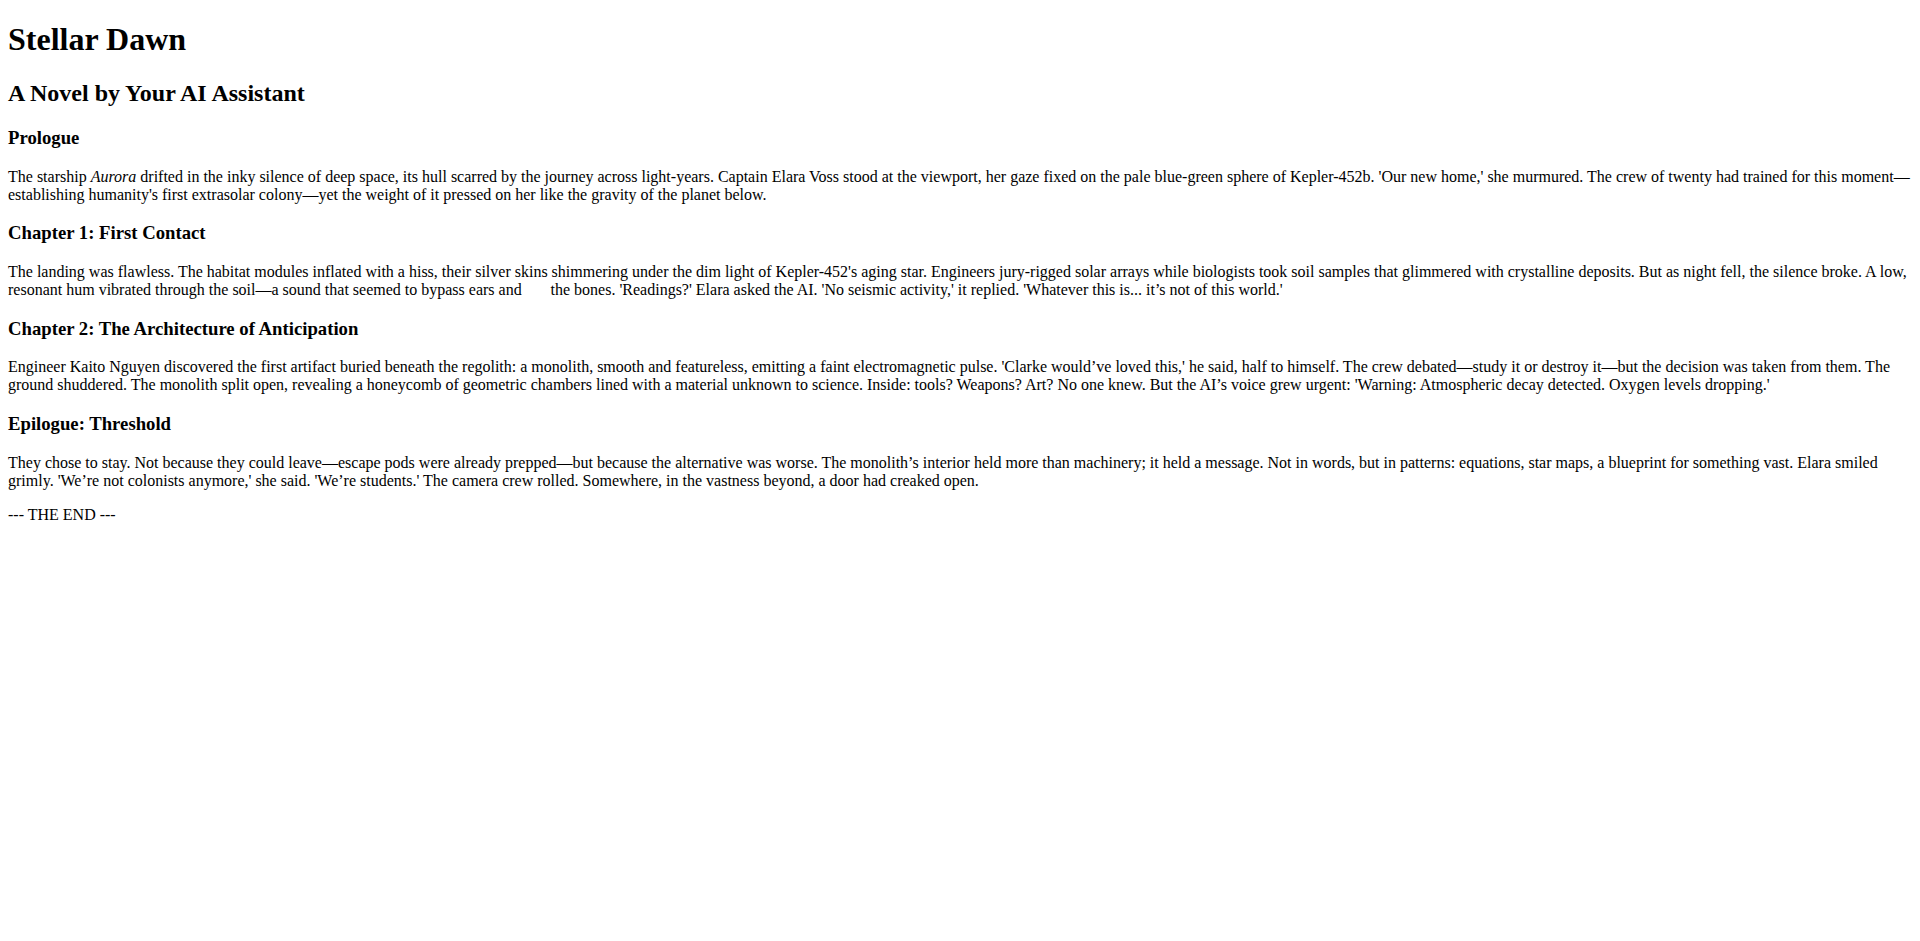 Stellar Dawn
A Novel by Your AI Assistant
Prologue
The starship Aurora drifted in the inky silence of deep space, its hull scarred by the journey across light-years. Captain Elara Voss stood at the viewport, her gaze fixed on the pale blue-green sphere of Kepler-452b. 'Our new home,' she murmured. The crew of twenty had trained for this moment—
establishing humanity's first extrasolar colony—yet the weight of it pressed on her like the gravity of the planet below.
Chapter 1: First Contact
The landing was flawless. The habitat modules inflated with a hiss, their silver skins shimmering under the dim light of Kepler-452's aging star. Engineers jury-rigged solar arrays while biologists took soil samples that glimmered with crystalline deposits. But as night fell, the silence broke. A low,
resonant hum vibrated through the soil—a sound that seemed to bypass ears and the bones. 'Readings?' Elara asked the AI. 'No seismic activity,' it replied. 'Whatever this is... it’s not of this world.'
Chapter 2: The Architecture of Anticipation
Engineer Kaito Nguyen discovered the first artifact buried beneath the regolith: a monolith, smooth and featureless, emitting a faint electromagnetic pulse. 'Clarke would’ve loved this,' he said, half to himself. The crew debated—study it or destroy it—but the decision was taken from them. The
ground shuddered. The monolith split open, revealing a honeycomb of geometric chambers lined with a material unknown to science. Inside: tools? Weapons? Art? No one knew. But the AI’s voice grew urgent: 'Warning: Atmospheric decay detected. Oxygen levels dropping.'
Epilogue: Threshold
They chose to stay. Not because they could leave—escape pods were already prepped—but because the alternative was worse. The monolith’s interior held more than machinery; it held a message. Not in words, but in patterns: equations, star maps, a blueprint for something vast. Elara smiled
grimly. 'We’re not colonists anymore,' she said. 'We’re students.' The camera crew rolled. Somewhere, in the vastness beyond, a door had creaked open.
--- THE END ---